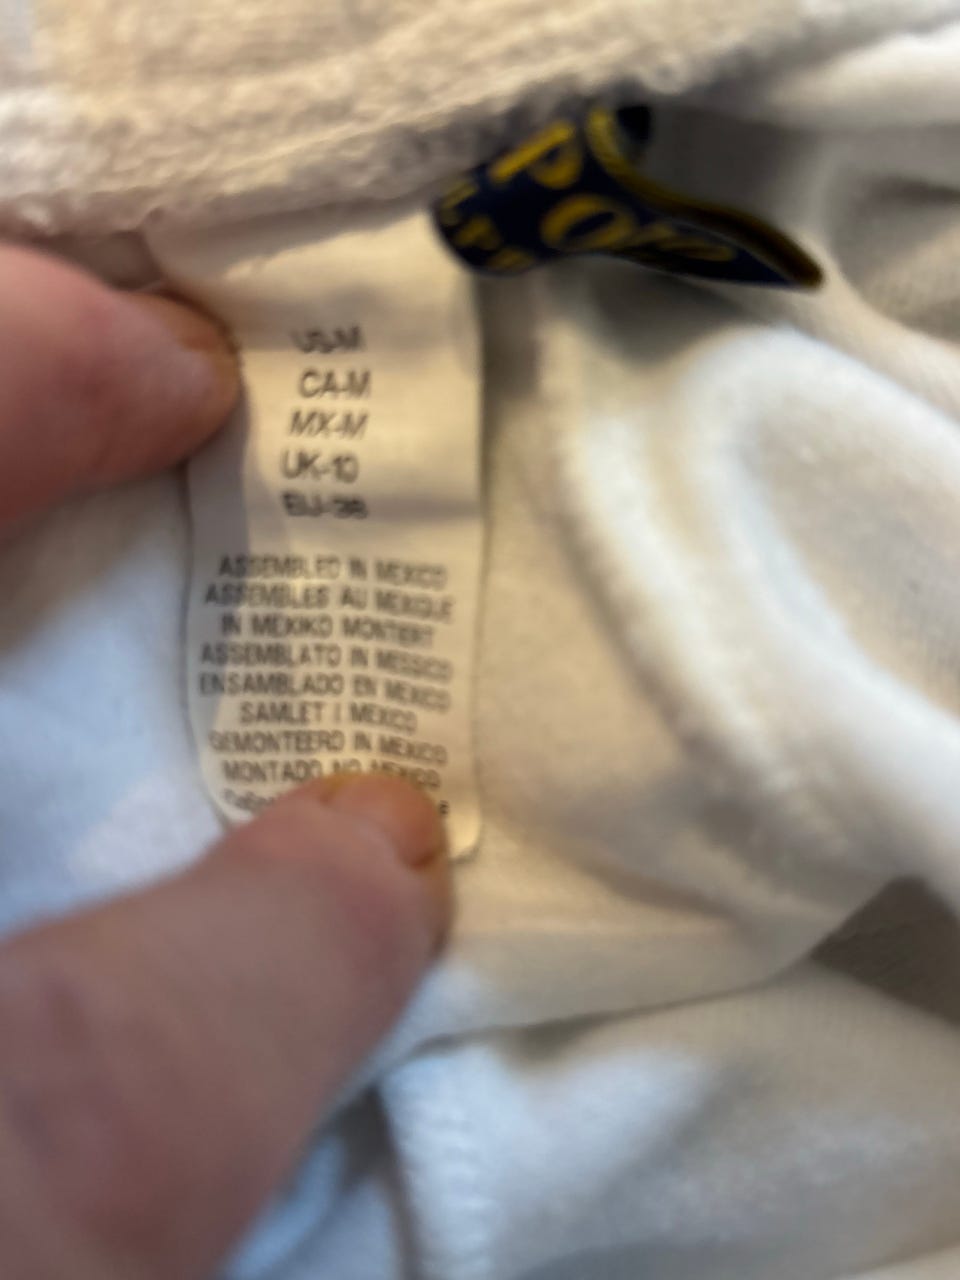 POLO
US-M
CA-M
MX-M
UK-10
EU-38
ASSEMBLED IN MEXICO
ASSEMBLES AU MEXIQUE
IN MEXIKO MONTIERT
ASSEMBLATO IN MESSICO
ENSAMBLADO EN MEXICO
SAMLET I MEXICO
GEMONTEERD IN MEXICO
MONTADO NO MEXICO